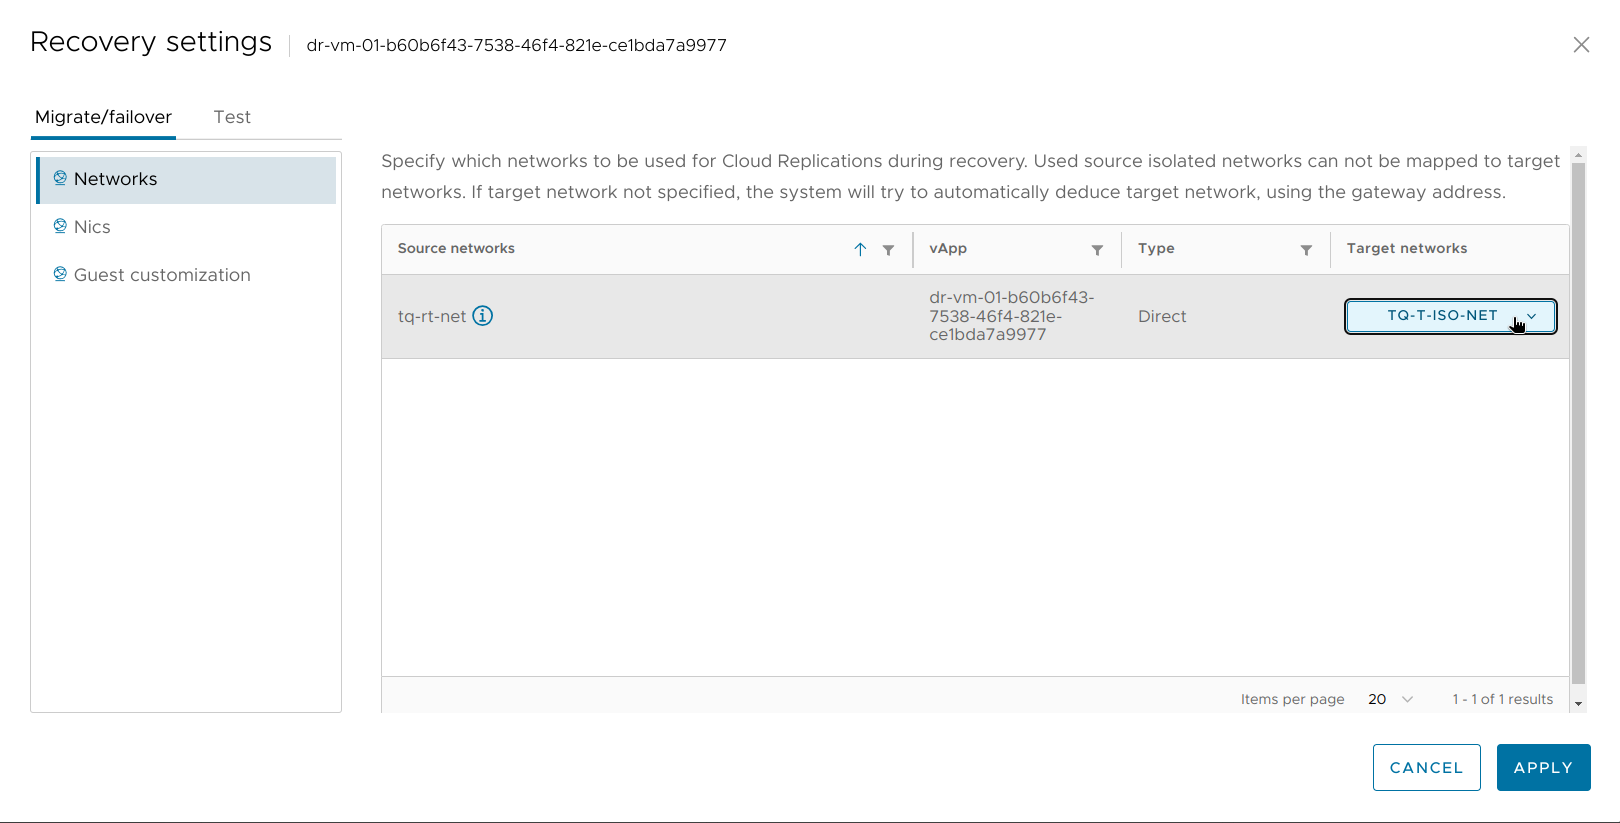 Recovery settings
dr-vm-01-b60b6f43-7538-46f4-821e-ce1bda7a9977
Migrate/failover
Test
Networks
Nics
Guest customization
Specify which networks to be used for Cloud Replications during recovery. Used source isolated networks can not be mapped to target
networks. If target network not specified, the system will try to automatically deduce target network, using the gateway address.
Source networks
vApp
Type
Target networks
tq-rt-net
dr-vm-01-b60b6f43-
7538-46f4-821e-
ce1bda7a9977
Direct
TQ-T-ISO-NET
Items per page
20
1 - 1 of 1 results
CANCEL
APPLY